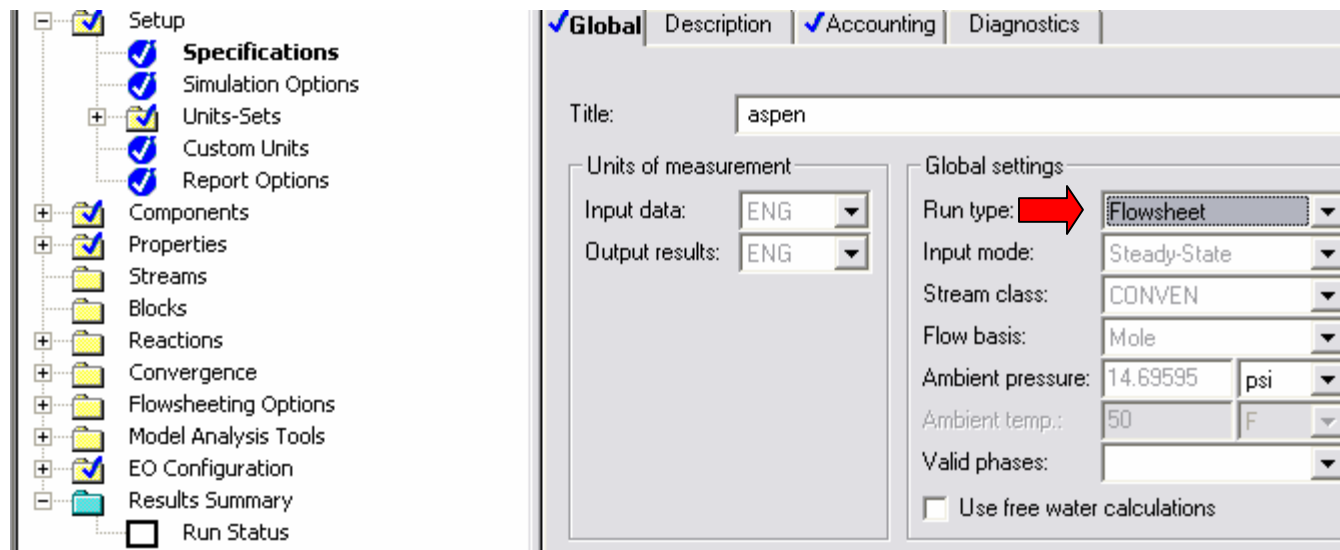 Setup
Specifications
Simulation Options
Units-Sets
Custom Units
Report Options
Components
Properties
Streams
Blocks
Reactions
Convergence
Flowsheeting Options
Model Analysis Tools
EO Configuration
Results Summary
Run Status
Global Description Accounting Diagnostics
Title: aspen
Units of measurement
Input data: ENG
Output results: ENG
Global settings
Run type: Flowsheet
Input mode: Steady-State
Stream class: CONVEN
Flow basis: Mole
Ambient pressure: 14.69595 psi
Ambient temp.: 50 F
Valid phases:
Use free water calculations